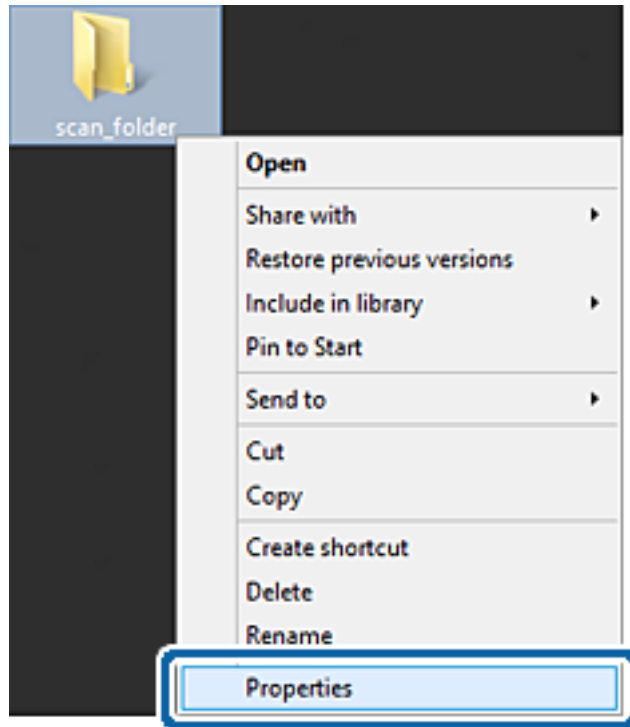 scan_folder
Open
Share with
Restore previous versions
Include in library
Pin to Start
Send to
Cut
Copy
Create shortcut
Delete
Rename
Properties